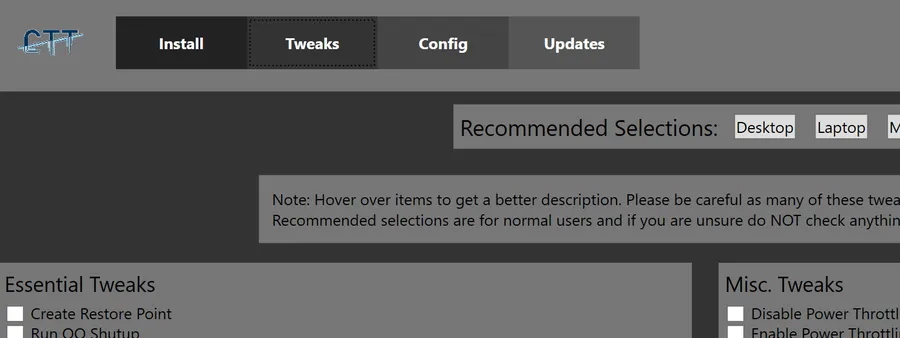 CTT
Install
Tweaks
Config
Updates
Recommended Selections:
Desktop
Laptop
M
Note: Hover over items to get a better description. Please be careful as many of these twea
Recommended selections are for normal users and if you are unsure do NOT check anythin
Essential Tweaks
Create Restore Point
Run OO Shutup
Misc. Tweaks
Disable Power Throttl
Enable Power Throttli